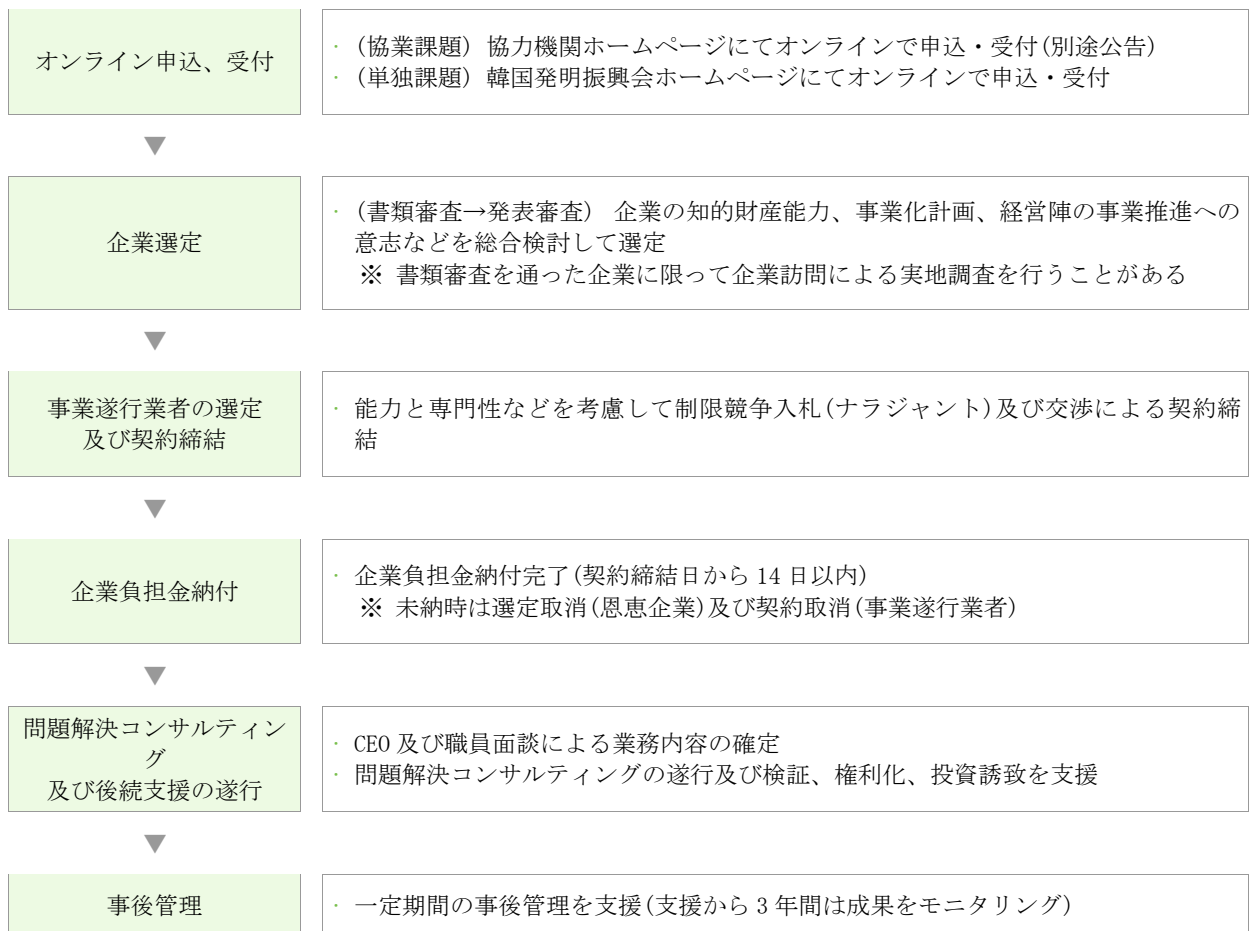 オンライン申込、受付
· (協業課題) 協力機関ホームページにてオンラインで申込・受付(別途公告)
· (単独課題) 韓国発明振興会ホームページにてオンラインで申込・受付
▼
企業選定
· (書類審査→発表審査) 企業の知的財産能力、事業化計画、経営陣の事業推進への
意志などを総合検討して選定
※ 書類審査を通った企業に限って企業訪問による実地調査を行うことがある
▼
事業遂行業者の選定
及び契約締結
· 能力と専門性などを考慮して制限競争入札(ナラジャント)及び交渉による契約締
結
▼
企業負担金納付
· 企業負担金納付完了(契約締結日から 14 日以内)
※ 未納時は選定取消(恩恵企業)及び契約取消(事業遂行業者)
▼
問題解決コンサルティン
グ
及び後続支援の遂行
· CEO 及び職員面談による業務内容の確定
· 問題解決コンサルティングの遂行及び検証、権利化、投資誘致を支援
▼
事後管理
· 一定期間の事後管理を支援(支援から 3 年間は成果をモニタリング)